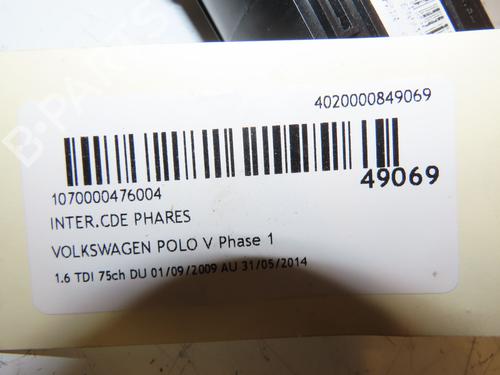 4020000849069
49069
1070000476004
INTER.CDE PHARES
VOLKSWAGEN POLO V Phase 1
1.6 TDI 75ch DU 01/09/2009 AU 31/05/2014
B-PARTS